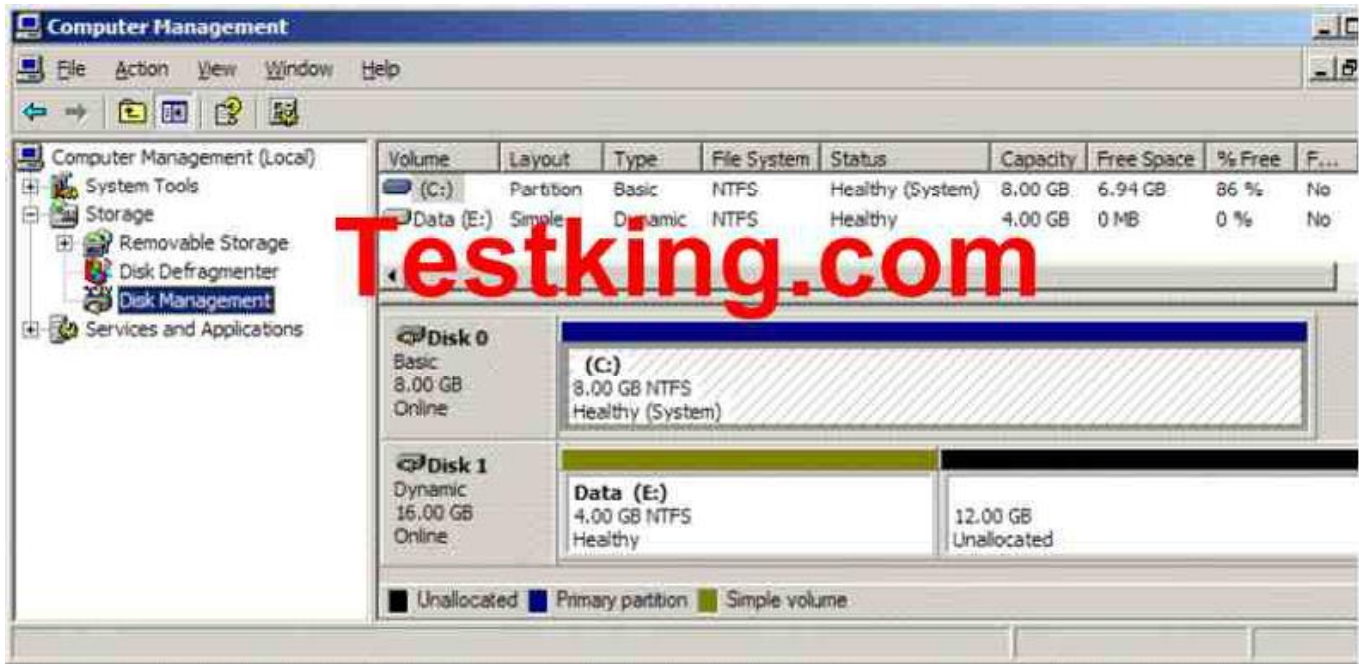 Computer Management
File Action View Window Help
Computer Management (Local)
System Tools
Storage
Removable Storage
Disk Defragmenter
Disk Management
Services and Applications
Volume Layout Type File System Status Capacity Free Space % Free F...
(C:) Partition Basic NTFS Healthy (System) 8.00 GB 6.94 GB 86 % No
Data (E:) Simple Dynamic NTFS Healthy 4.00 GB 0 MB 0 % No
Testking.com
Disk 0
Basic
8.00 GB
Online
(C:)
8.00 GB NTFS
Healthy (System)
Disk 1
Dynamic
16.00 GB
Online
Data (E:)
4.00 GB NTFS
Healthy
12.00 GB
Unallocated
Unallocated Primary partition Simple volume